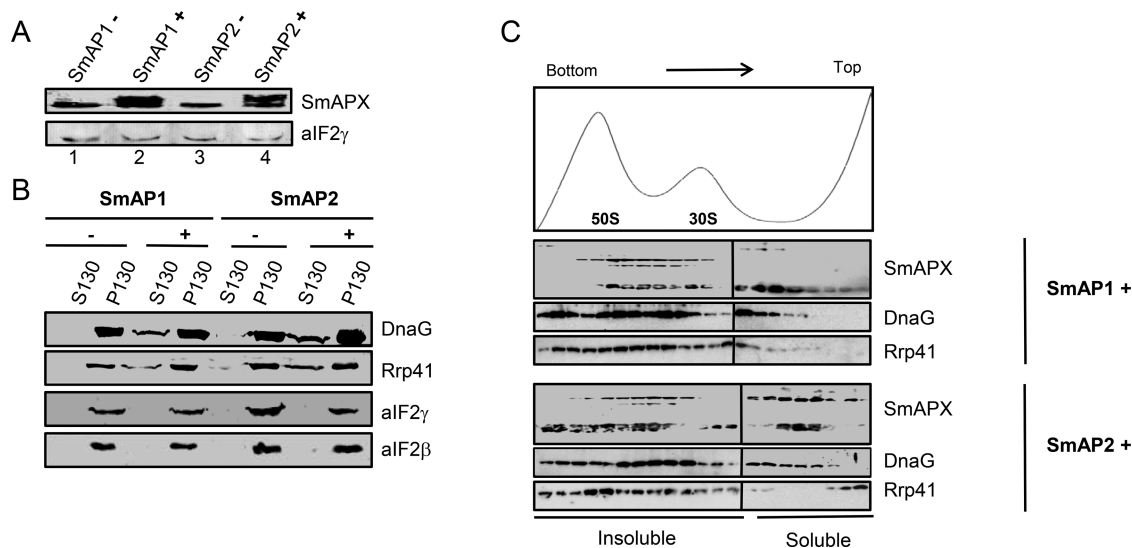 A
SmAP1 - SmAP1 + SmAP2 - SmAP2 +
SmAPX
aIF2γ
1 2 3 4
B
SmAP1 SmAP2
- + - +
S130 P130 S130 P130 S130 P130 S130 P130
DnaG
Rrp41
aIF2γ
aIF2β
C
Bottom Top
50S 30S
SmAPX
DnaG
Rrp41
SmAP1 +
SmAPX
DnaG
Rrp41
SmAP2 +
Insoluble Soluble